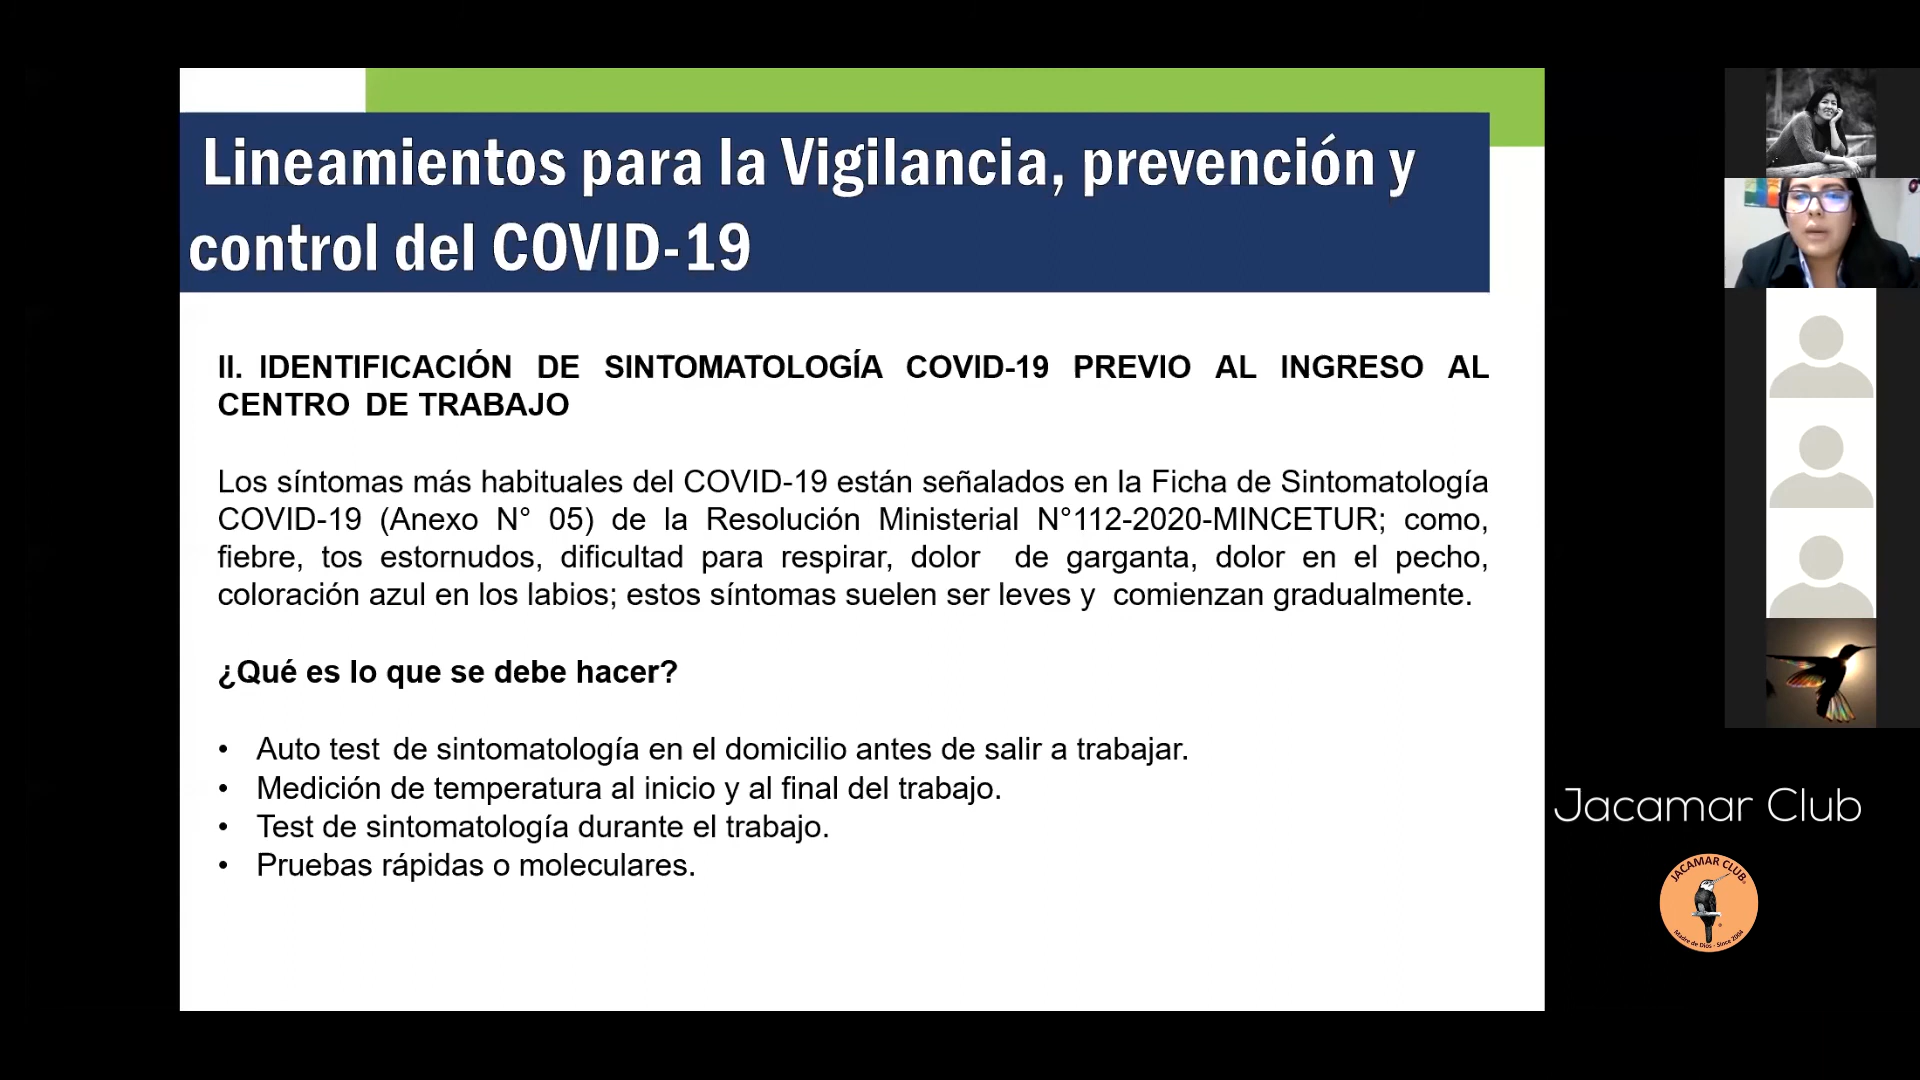 Lineamientos para la Vigilancia, prevención y
control del COVID-19
II. IDENTIFICACIÓN DE SINTOMATOLOGÍA COVID-19 PREVIO AL INGRESO AL
CENTRO DE TRABAJO
Los síntomas más habituales del COVID-19 están señalados en la Ficha de Sintomatología
COVID-19 (Anexo N° 05) de la Resolución Ministerial N°112-2020-MINCETUR; como,
fiebre, tos estornudos, dificultad para respirar, dolor de garganta, dolor en el pecho,
coloración azul en los labios; estos síntomas suelen ser leves y comienzan gradualmente.
¿Qué es lo que se debe hacer?
• Auto test de sintomatología en el domicilio antes de salir a trabajar.
• Medición de temperatura al inicio y al final del trabajo.
• Test de sintomatología durante el trabajo.
• Pruebas rápidas o moleculares.
Jacamar Club
JACAMAR CLUB
Madre de Dios - Since 2004